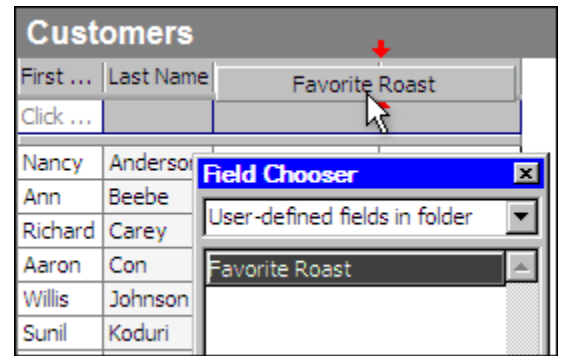 Customers
First ... Last Name Favorite Roast
Click ...
Nancy Anderson
Ann Beebe
Richard Carey
Aaron Con
Willis Johnson
Sunil Koduri
Field Chooser
User-defined fields in folder
Favorite Roast